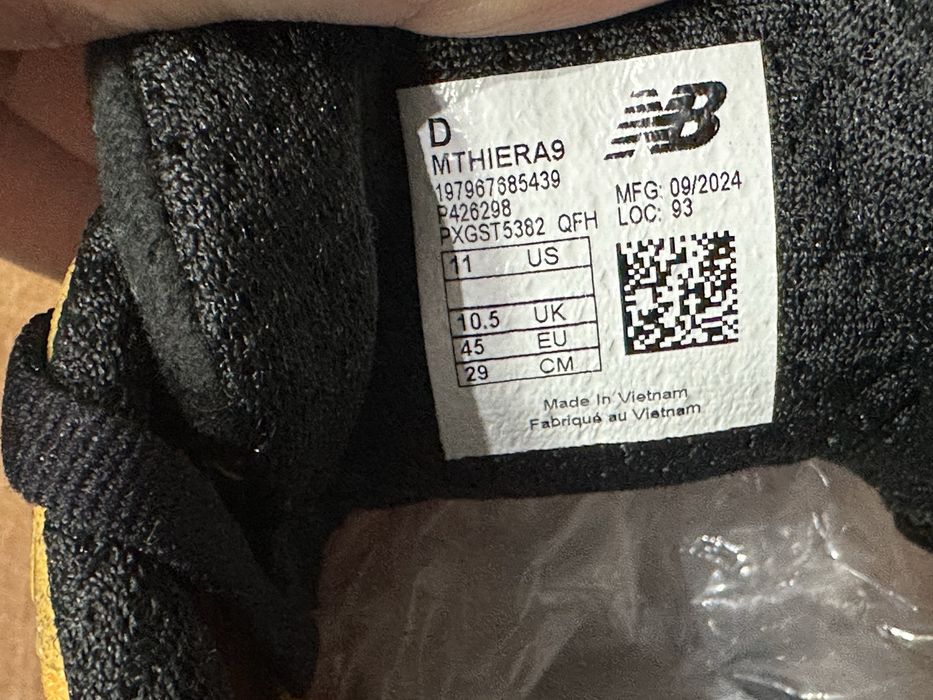 NB
D
MTHIERA9
197967685439
P426298
PXGST5382 QFH
MFG: 09/2024
LOC: 93
11 US
10.5 UK
45 EU
29 CM
Made In Vietnam
Fabriqué au Vietnam